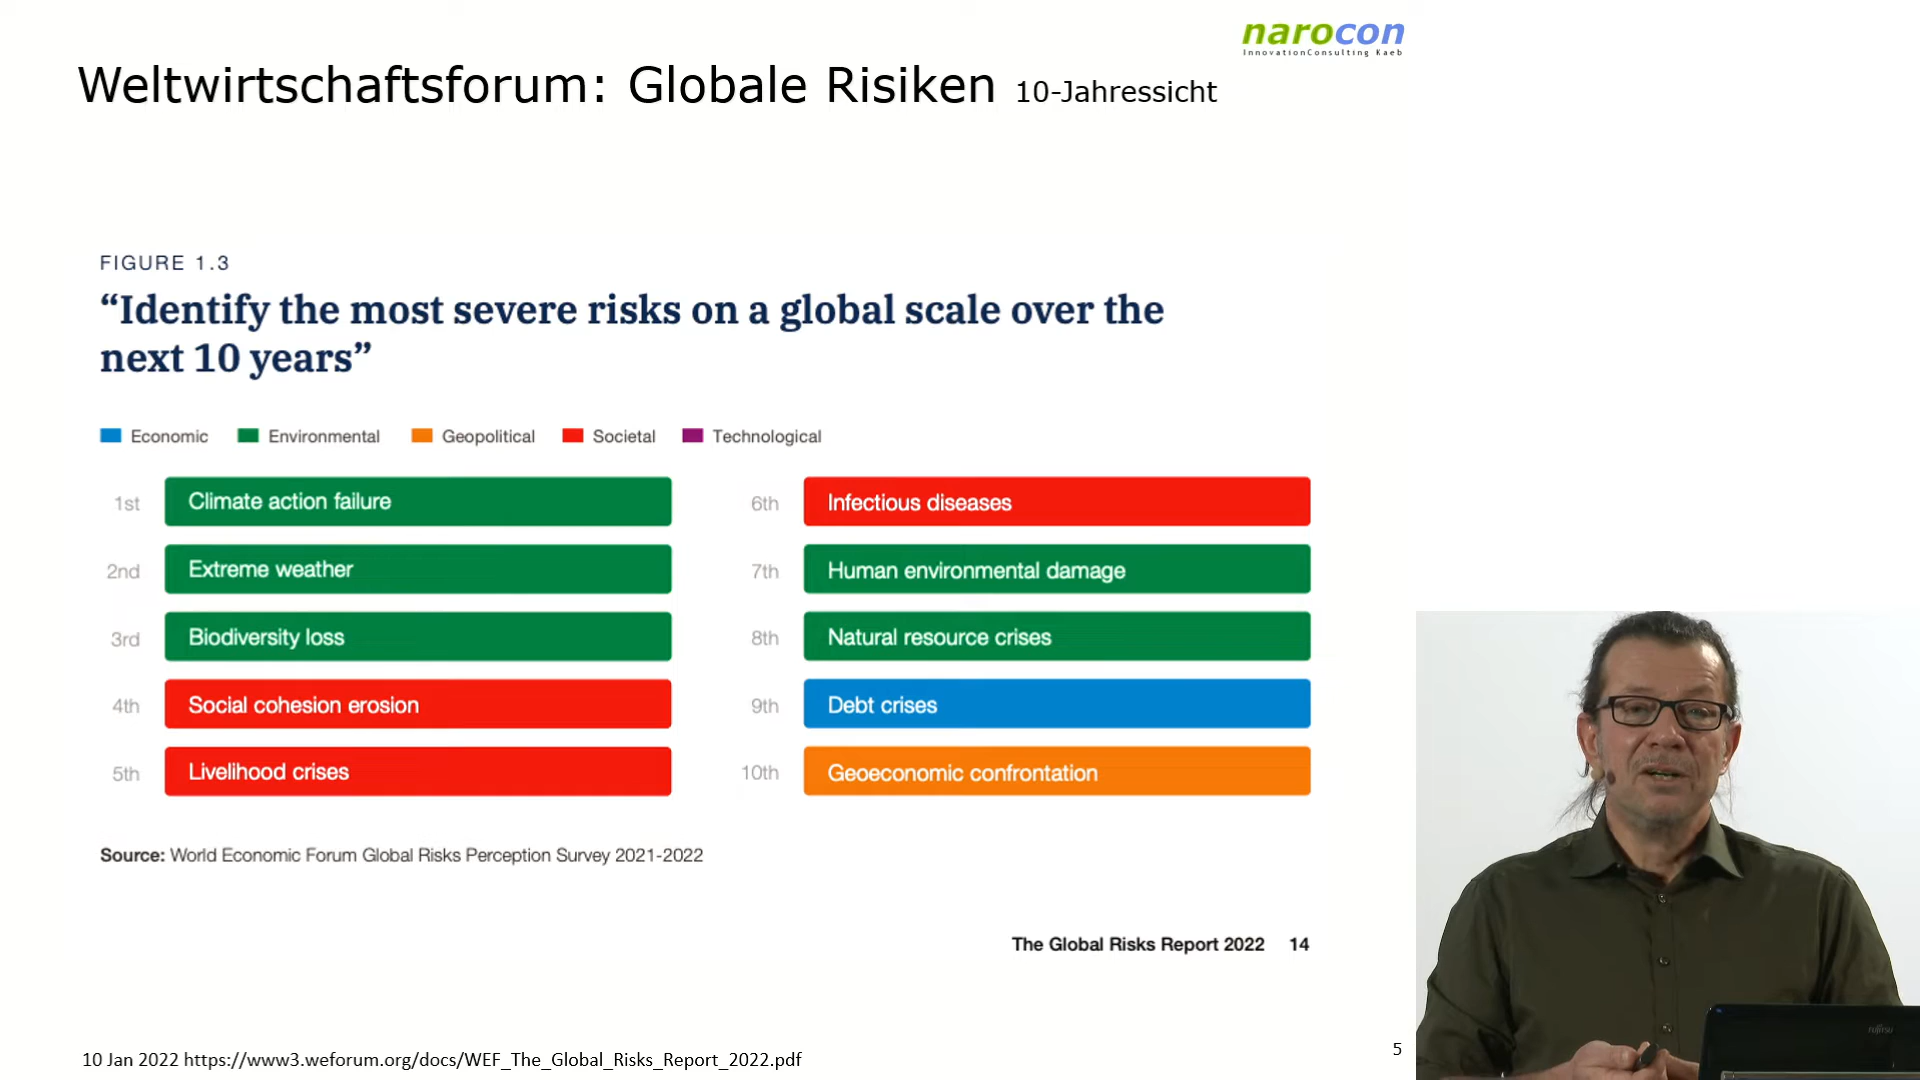 narocon
InnovationConsulting Kaeb
Weltwirtschaftsforum: Globale Risiken 10-Jahressicht
FIGURE 1.3
“Identify the most severe risks on a global scale over the
next 10 years”
Economic Environmental Geopolitical Societal Technological
1st Climate action failure
2nd Extreme weather
3rd Biodiversity loss
4th Social cohesion erosion
5th Livelihood crises
6th Infectious diseases
7th Human environmental damage
8th Natural resource crises
9th Debt crises
10th Geoeconomic confrontation
Source: World Economic Forum Global Risks Perception Survey 2021-2022
The Global Risks Report 2022 14
10 Jan 2022 https://www3.weforum.org/docs/WEF_The_Global_Risks_Report_2022.pdf
5
FUJITSU